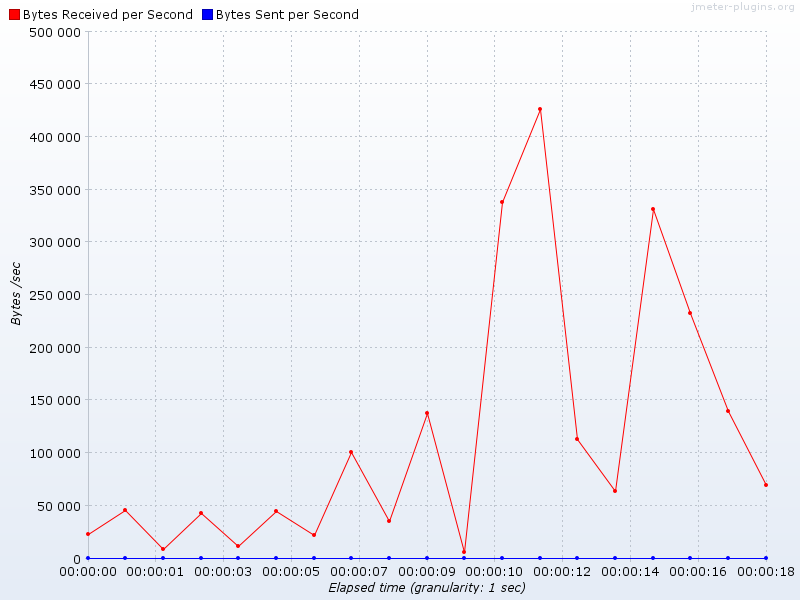 jmeter-plugins.org
Bytes Received per Second Bytes Sent per Second
500 000
450 000
400 000
350 000
300 000
250 000
200 000
150 000
100 000
50 000
0
Bytes /sec
00:00:00 00:00:01 00:00:03 00:00:05 00:00:07 00:00:09 00:00:10 00:00:12 00:00:14 00:00:16 00:00:18
Elapsed time (granularity: 1 sec)